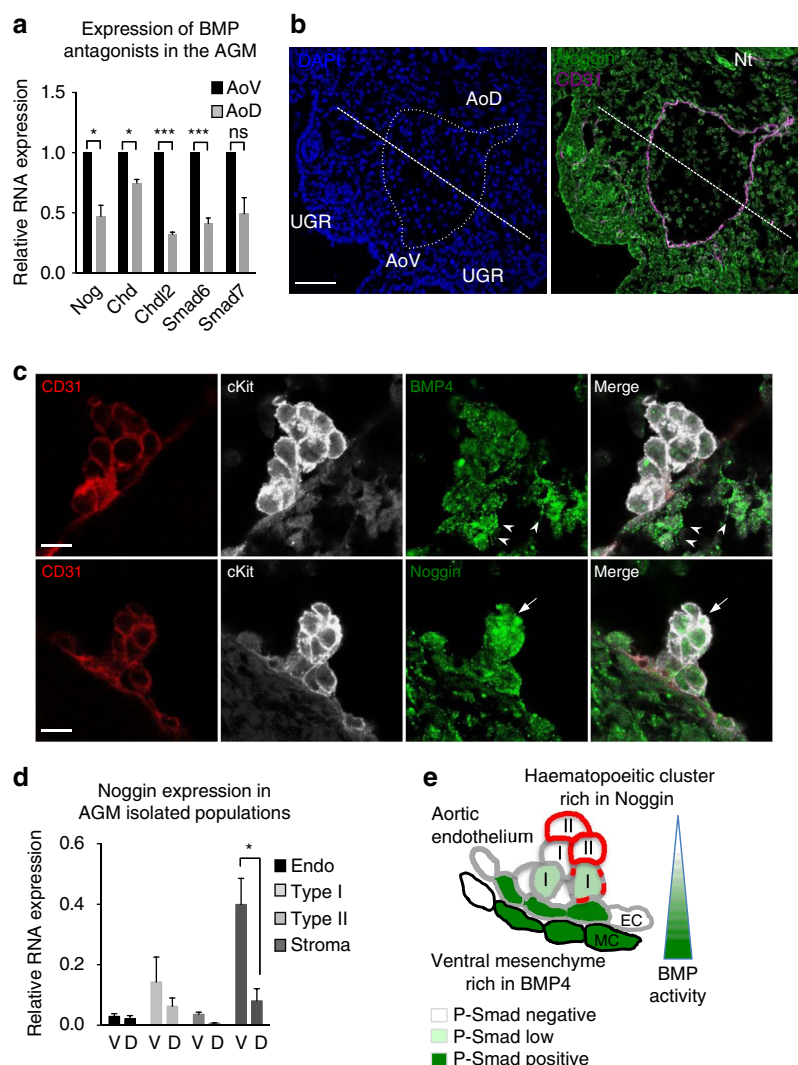 a
Expression of BMP
antagonists in the AGM
Relative RNA expression
1.5
1.0
0.5
0.0
AoV
AoD
*
*
***
***
ns
Nog
Chd
Chdl2
Smad6
Smad7
b
DAPI
AoD
UGR
AoV
UGR
Noggin
CD31
Nt
c
CD31
cKit
BMP4
Merge
CD31
cKit
Noggin
Merge
d
Noggin expression in
AGM isolated populations
Relative RNA expression
0.6
0.4
0.2
0.0
*
Endo
Type I
Type II
Stroma
V D V D V D V D
e
Haematopoeitic cluster
rich in Noggin
Aortic
endothelium
II
I
II
I
I
EC
MC
Ventral mesenchyme
rich in BMP4
BMP
activity
P-Smad negative
P-Smad low
P-Smad positive